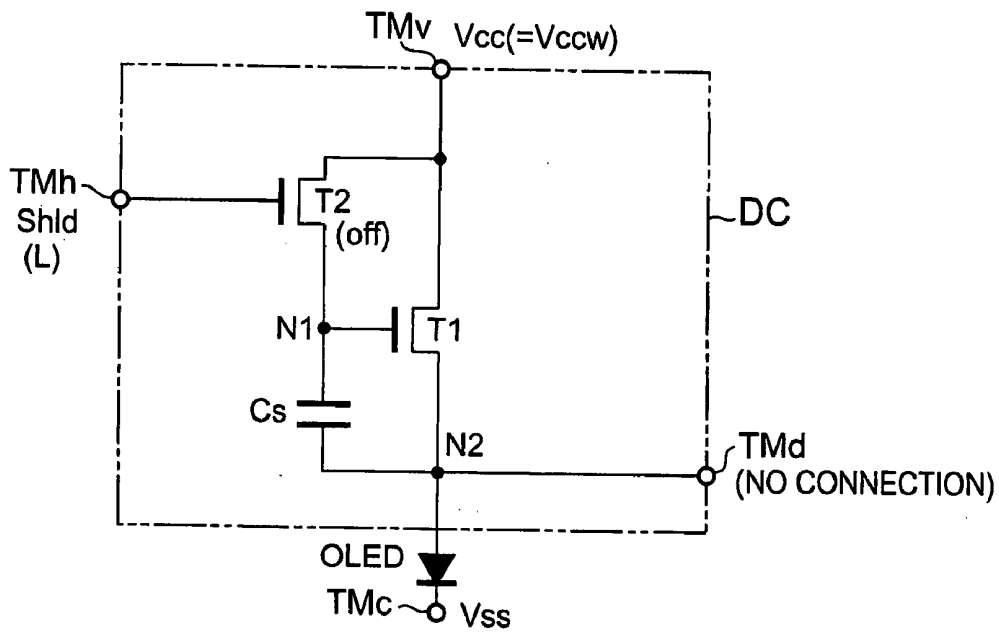 TMv Vcc(=Vccw)
TMh
Shld
(L)
T2
(off)
DC
N1
T1
Cs
N2
TMd
(NO CONNECTION)
OLED
TMc
Vss